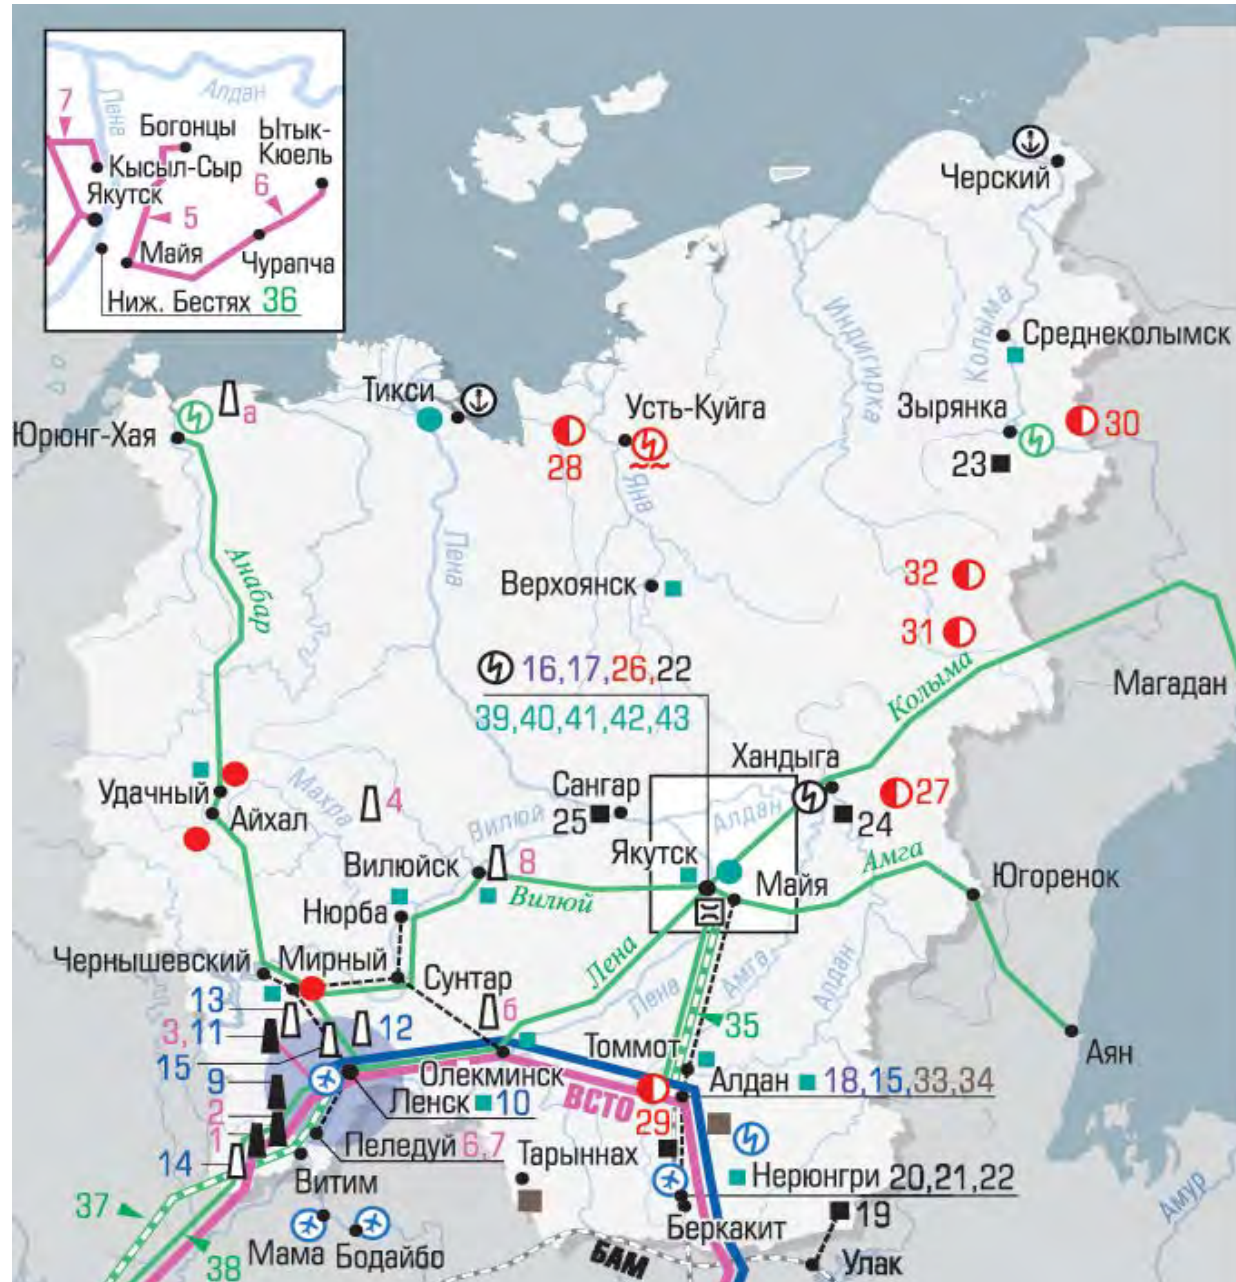 Лена
Алдан
7
Богонцы
Ытык-
Кюель
Кысыл-Сыр
6
Якутск
5
Майя
Чурапча
Ниж. Бестях 36
Черский
Индигирка
Колыма
Среднеколымск
Тикси
Усть-Куйга
Зырянка
30
а
Юрюнг-Хая
28
23
Яна
Лена
Анабар
Верхоянск
32
31
16,17,26,22
39,40,41,42,43
Колыма
Магадан
Хандыга
Удачный
Айхал
Махра
4
Сангар
25
Вилюй
Алдан
27
24
Вилюйск
8
Якутск
Майя
Амга
Югоренок
Нюрба
Вилюй
Чернышевский
Мирный
Сунтар
Лена
Лена
Амга
Алдан
13
3,11
12
б
35
15
Томмот
Аян
9
Олекминск
Алдан 18,15,33,34
2
Ленск 10
ВСТО
29
1
Пеледуй 6,7
14
Тарыннах
Нерюнгри 20,21,22
Витим
37
Беркакит
19
Амур
Мама
Бодайбо
38
БАМ
Улак